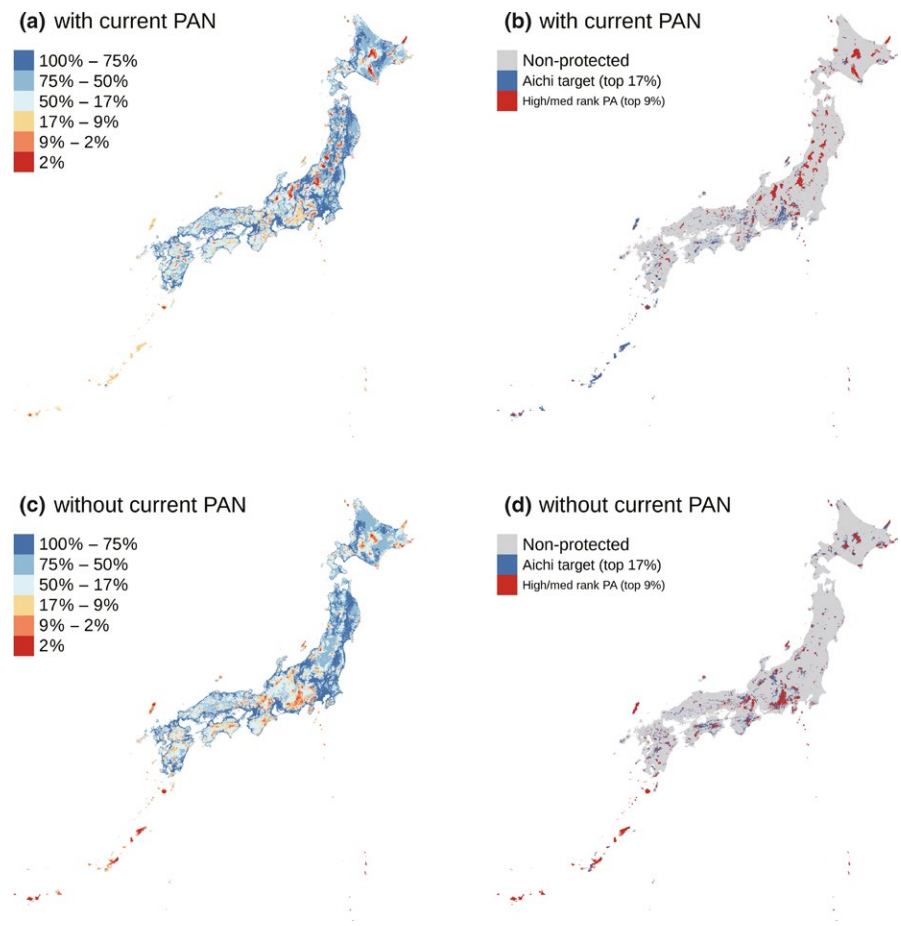 (a) with current PAN
100% – 75%
75% – 50%
50% – 17%
17% – 9%
9% – 2%
2%
(b) with current PAN
Non-protected
Aichi target (top 17%)
High/med rank PA (top 9%)
(c) without current PAN
100% – 75%
75% – 50%
50% – 17%
17% – 9%
9% – 2%
2%
(d) without current PAN
Non-protected
Aichi target (top 17%)
High/med rank PA (top 9%)